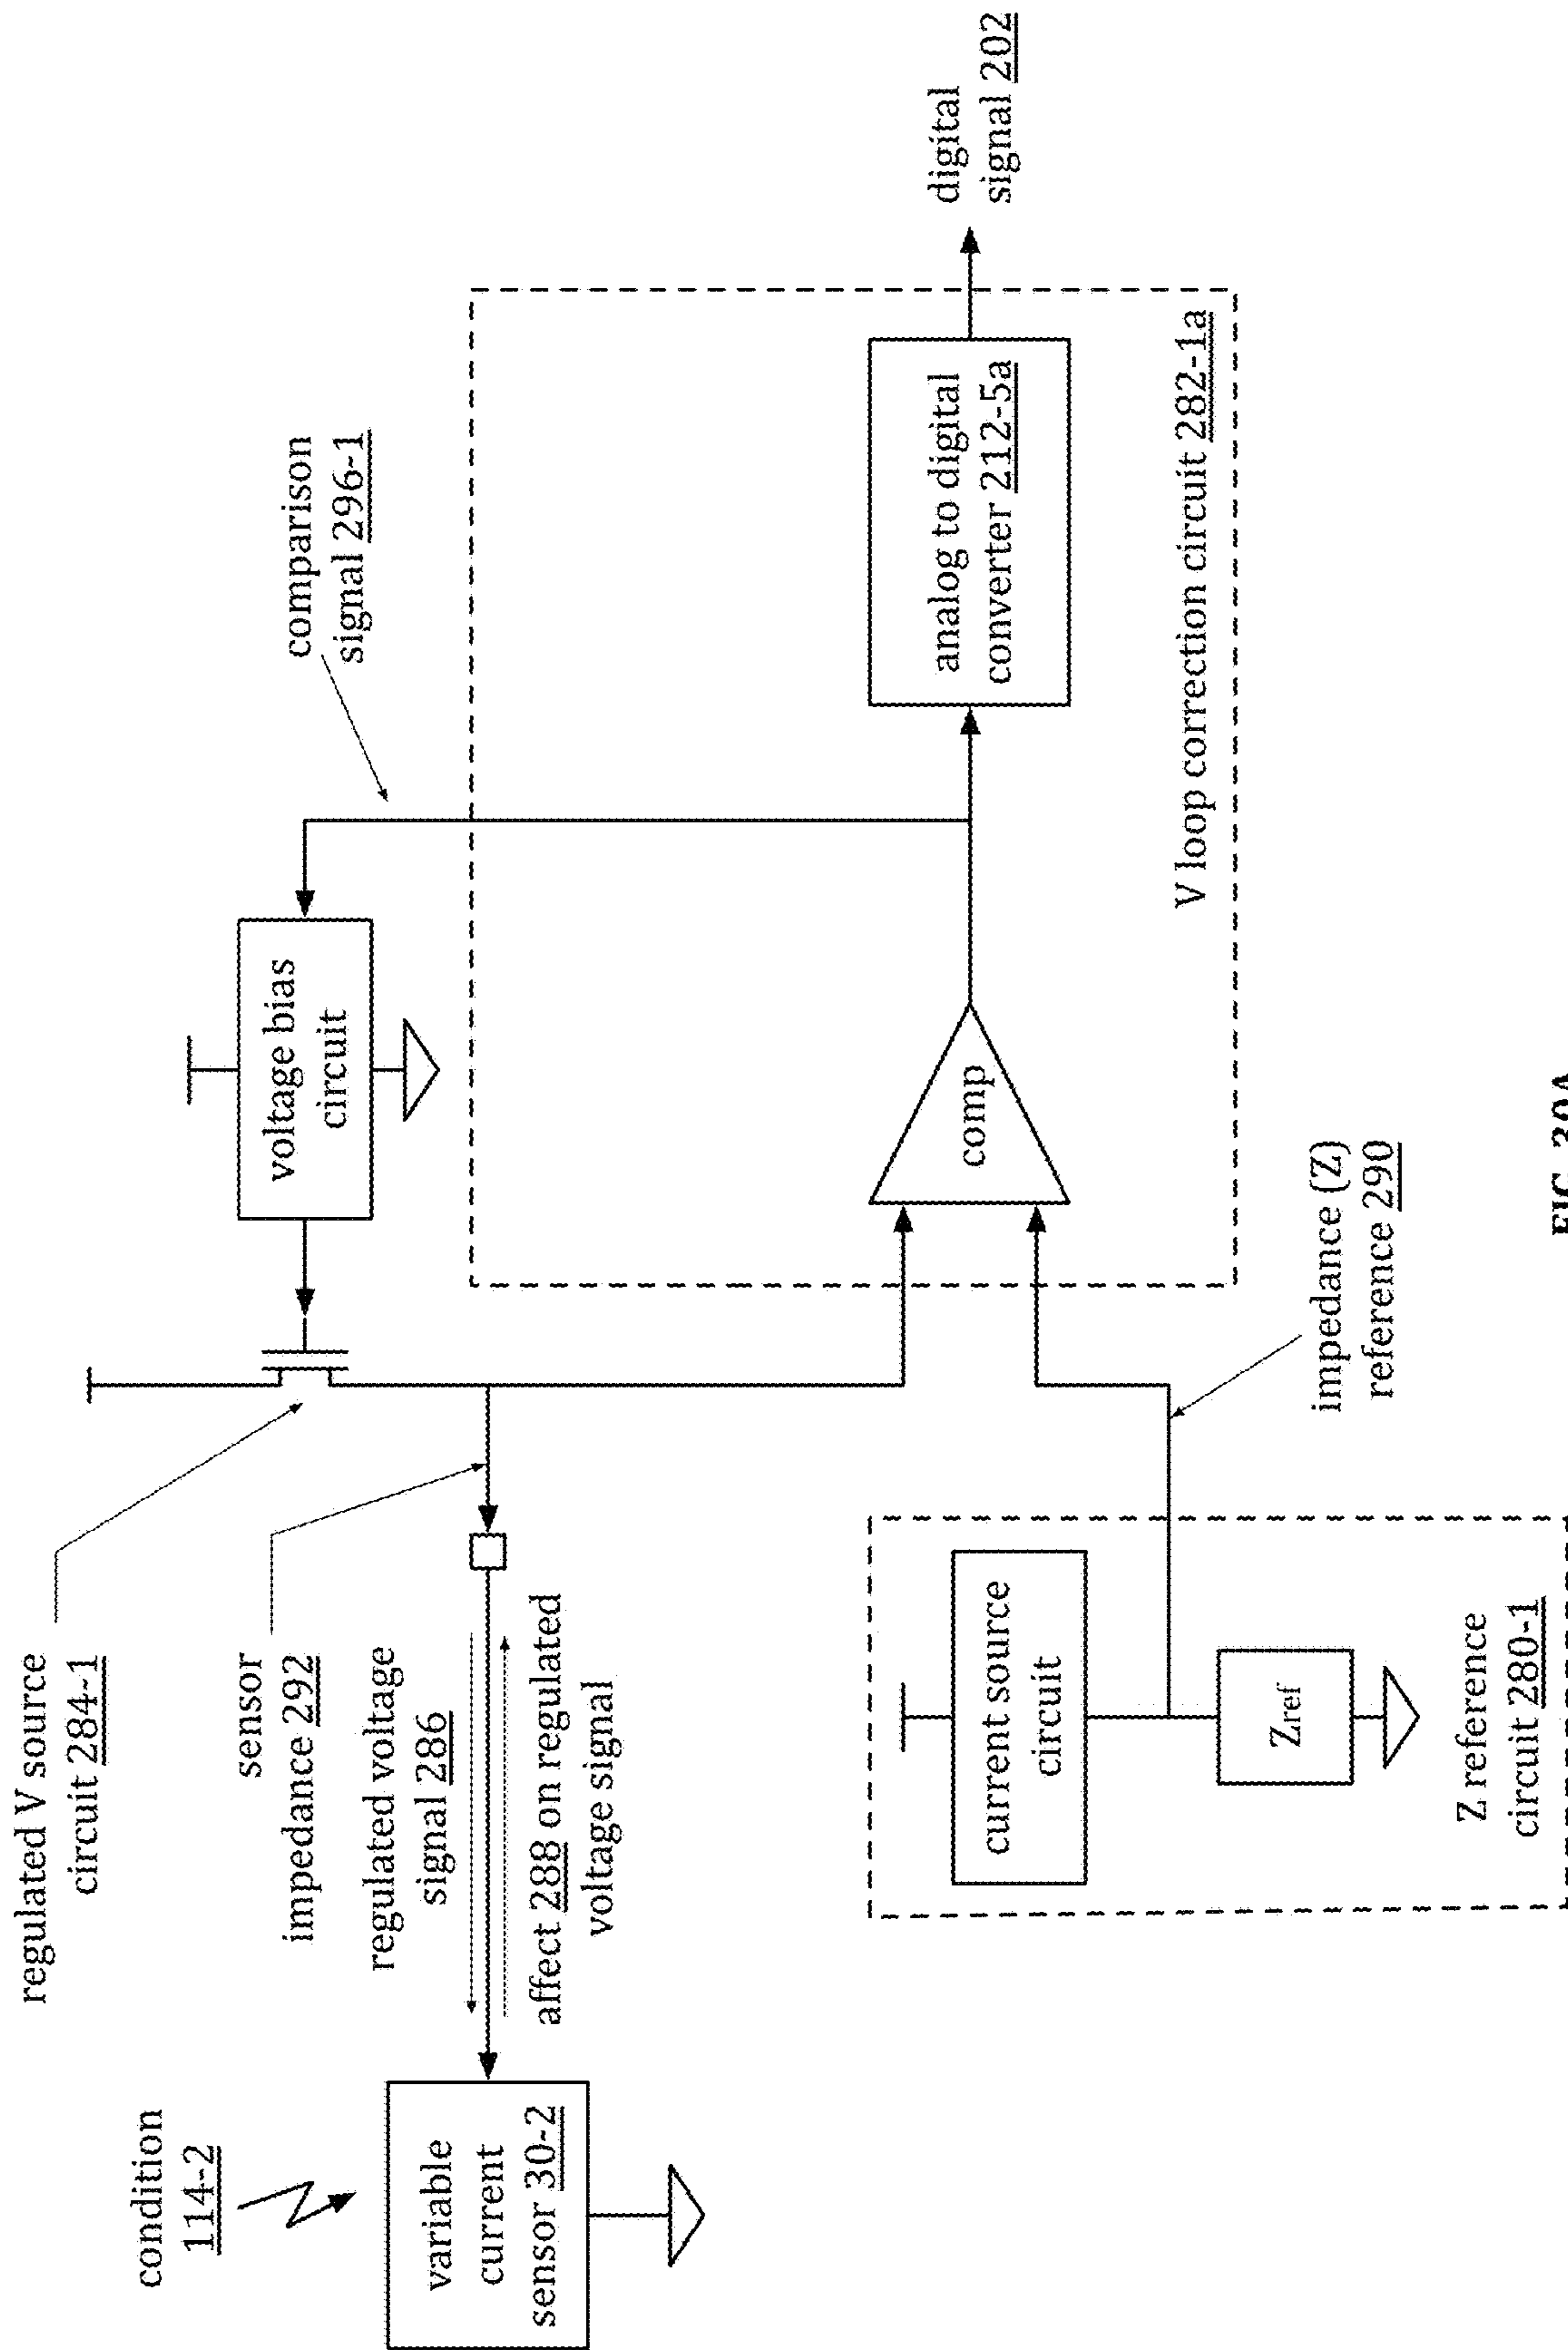 regulated V source
circuit 284-1
condition
114-2
sensor
impedance 292
voltage bias
circuit
comparison
signal 296-1
regulated voltage
signal 286
variable
current
sensor 30-2
affect 288 on regulated
voltage signal
current source
circuit
Zref
Z reference
circuit 280-1
comp
analog to digital
converter 212-5a
digital
signal 202
V loop correction circuit 282-1a
impedance (Z)
reference 290